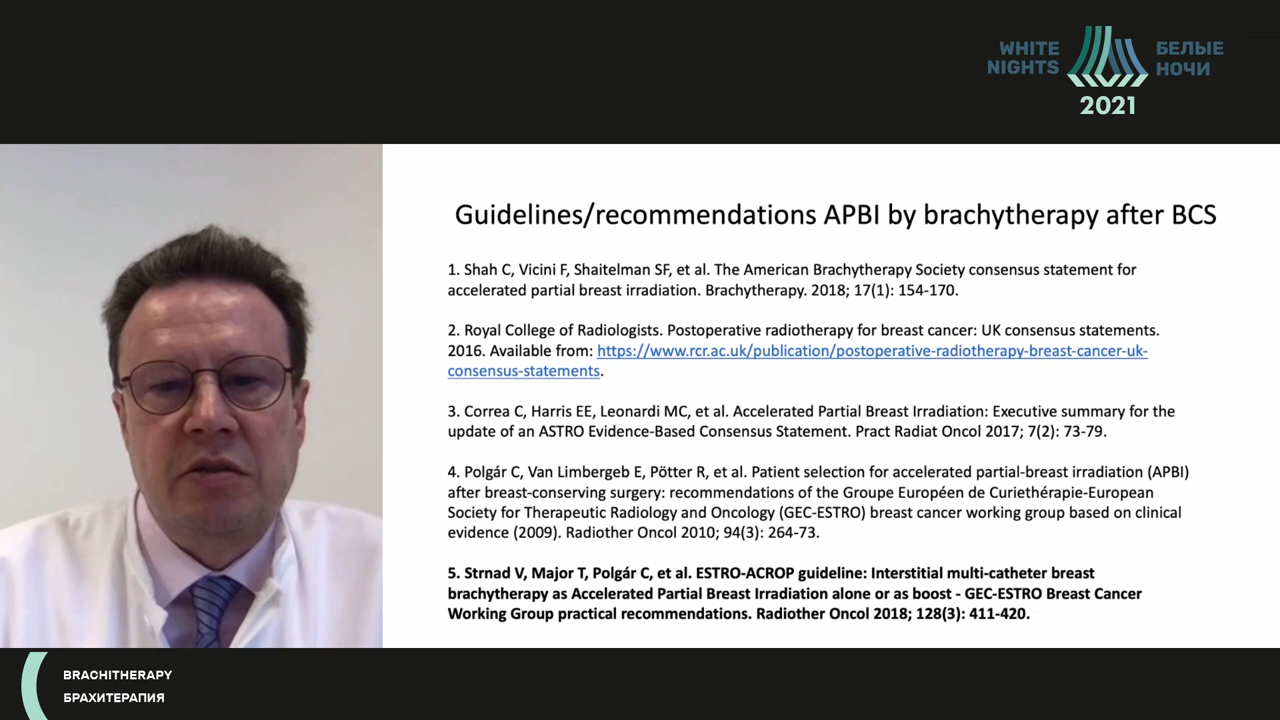 WHITE
NIGHTS
БЕЛЫЕ
НОЧИ
2021
Guidelines/recommendations APBI by brachytherapy after BCS
1. Shah C, Vicini F, Shaitelman SF, et al. The American Brachytherapy Society consensus statement for
accelerated partial breast irradiation. Brachytherapy. 2018; 17(1): 154-170.
2. Royal College of Radiologists. Postoperative radiotherapy for breast cancer: UK consensus statements.
2016. Available from: https://www.rcr.ac.uk/publication/postoperative-radiotherapy-breast-cancer-uk-
consensus-statements.
3. Correa C, Harris EE, Leonardi MC, et al. Accelerated Partial Breast Irradiation: Executive summary for the
update of an ASTRO Evidence-Based Consensus Statement. Pract Radiat Oncol 2017; 7(2): 73-79.
4. Polgár C, Van Limbergeb E, Pötter R, et al. Patient selection for accelerated partial-breast irradiation (APBI)
after breast-conserving surgery: recommendations of the Groupe Européen de Curiethérapie-European
Society for Therapeutic Radiology and Oncology (GEC-ESTRO) breast cancer working group based on clinical
evidence (2009). Radiother Oncol 2010; 94(3): 264-73.
5. Strnad V, Major T, Polgár C, et al. ESTRO-ACROP guideline: Interstitial multi-catheter breast
brachytherapy as Accelerated Partial Breast Irradiation alone or as boost - GEC-ESTRO Breast Cancer
Working Group practical recommendations. Radiother Oncol 2018; 128(3): 411-420.
BRACHITHERAPY
БРАХИТЕРАПИЯ